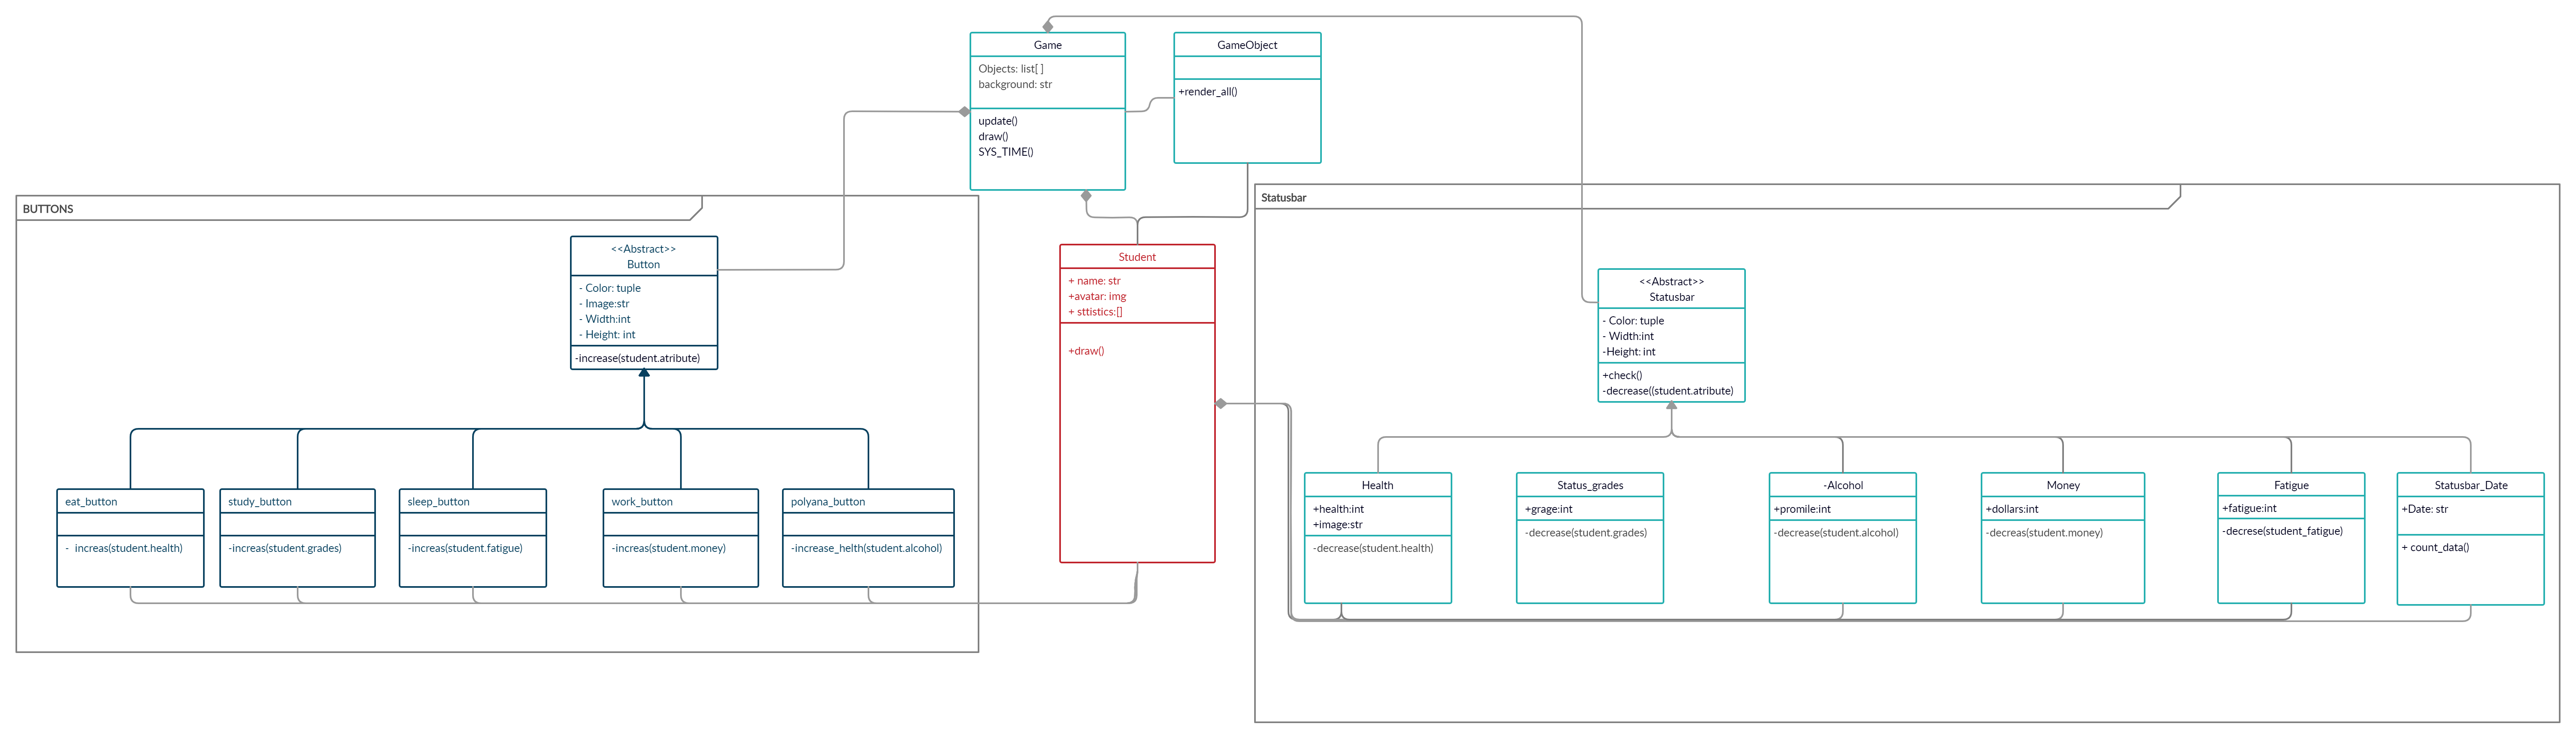 Game
Objects: list[ ]
background: str
update()
draw()
SYS_TIME()
GameObject
+render_all()
BUTTONS
<<Abstract>>
Button
- Color: tuple
- Image:str
- Width:int
- Height: int
-increase(student.atribute)
eat_button
-  increas(student.health)
study_button
-increas(student.grades)
sleep_button
-increas(student.fatigue)
work_button
-increas(student.money)
polyana_button
-increase_helth(student.alcohol)
Student
+ name: str
+avatar: img
+ sttistics:[]
+draw()
Statusbar
<<Abstract>>
Statusbar
- Color: tuple
- Width:int
-Height: int
+check()
-decrease((student.atribute)
Health
+health:int
+image:str
-decrease(student.health)
Status_grades
+grage:int
-decrease(student.grades)
-Alcohol
+promile:int
-decrease(student.alcohol)
Money
+dollars:int
-decreas(student.money)
Fatigue
+fatigue:int
-decrese(student_fatigue)
Statusbar_Date
+Date: str
+ count_data()